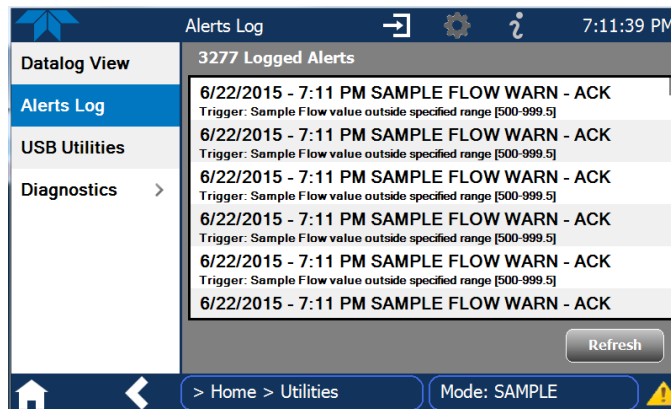 Alerts Log
7:11:39 PM
Datalog View
Alerts Log
USB Utilities
Diagnostics >
3277 Logged Alerts
6/22/2015 - 7:11 PM SAMPLE FLOW WARN - ACK
Trigger: Sample Flow value outside specified range [500-999.5]
6/22/2015 - 7:11 PM SAMPLE FLOW WARN - ACK
Trigger: Sample Flow value outside specified range [500-999.5]
6/22/2015 - 7:11 PM SAMPLE FLOW WARN - ACK
Trigger: Sample Flow value outside specified range [500-999.5]
6/22/2015 - 7:11 PM SAMPLE FLOW WARN - ACK
Trigger: Sample Flow value outside specified range [500-999.5]
6/22/2015 - 7:11 PM SAMPLE FLOW WARN - ACK
Trigger: Sample Flow value outside specified range [500-999.5]
6/22/2015 - 7:11 PM SAMPLE FLOW WARN - ACK
Refresh
> Home > Utilities
Mode: SAMPLE